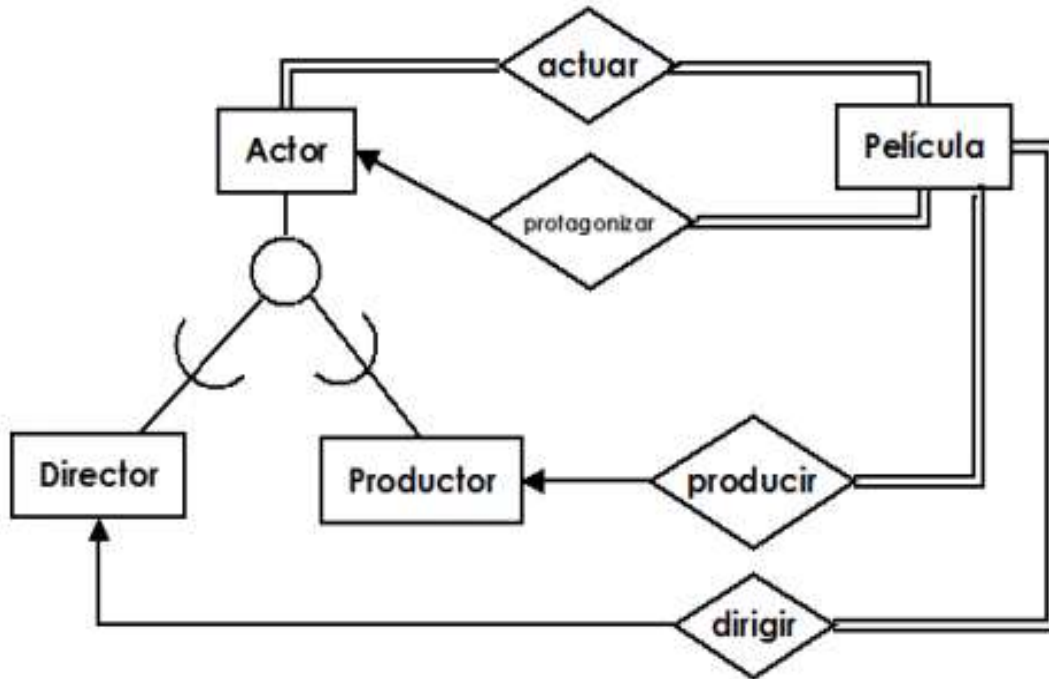 actuar
Actor
Película
protagonizar
Director
Productor
producir
dirigir